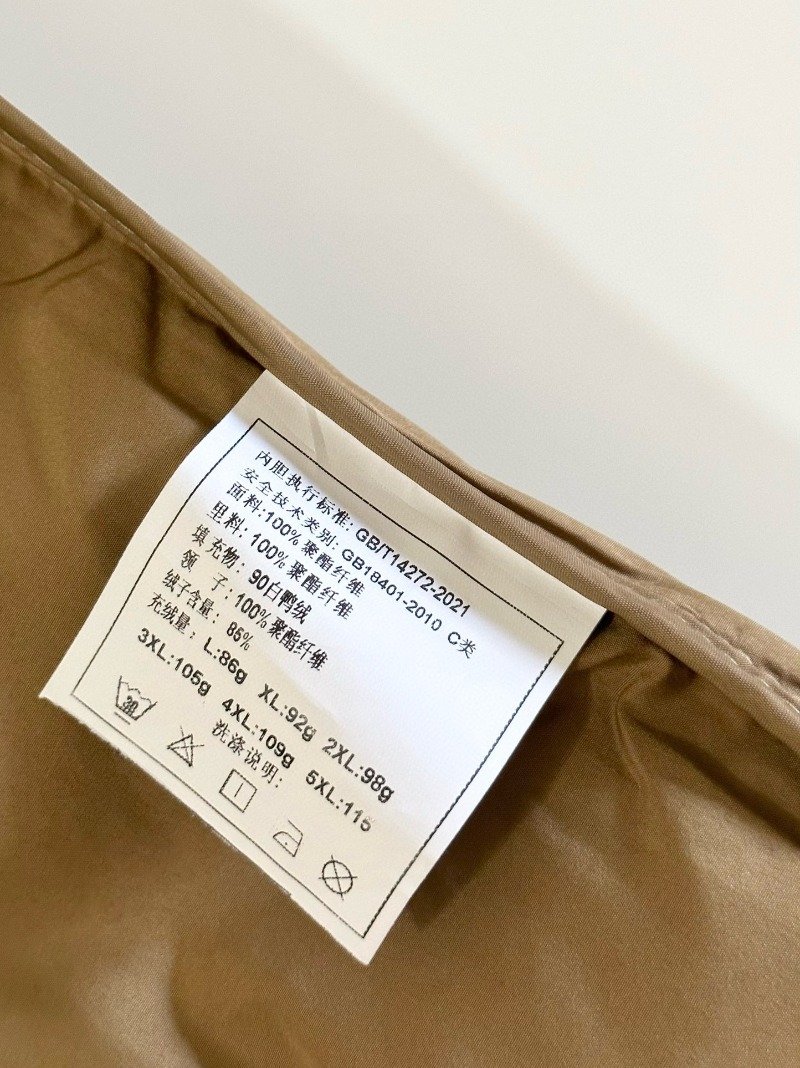 内胆执行标准: GB/T14272-2021
安全技术类别: GB18401-2010 C类
面料:100% 聚酯纤维
里料: 100% 聚酯纤维
填充物: 90白鸭绒
领 子: 100%聚酯纤维
绒子含量: 85%
充绒量: L:86g XL:92g 2XL:98g
3XL:105g 4XL:109g 5XL:115
洗涤说明:
30